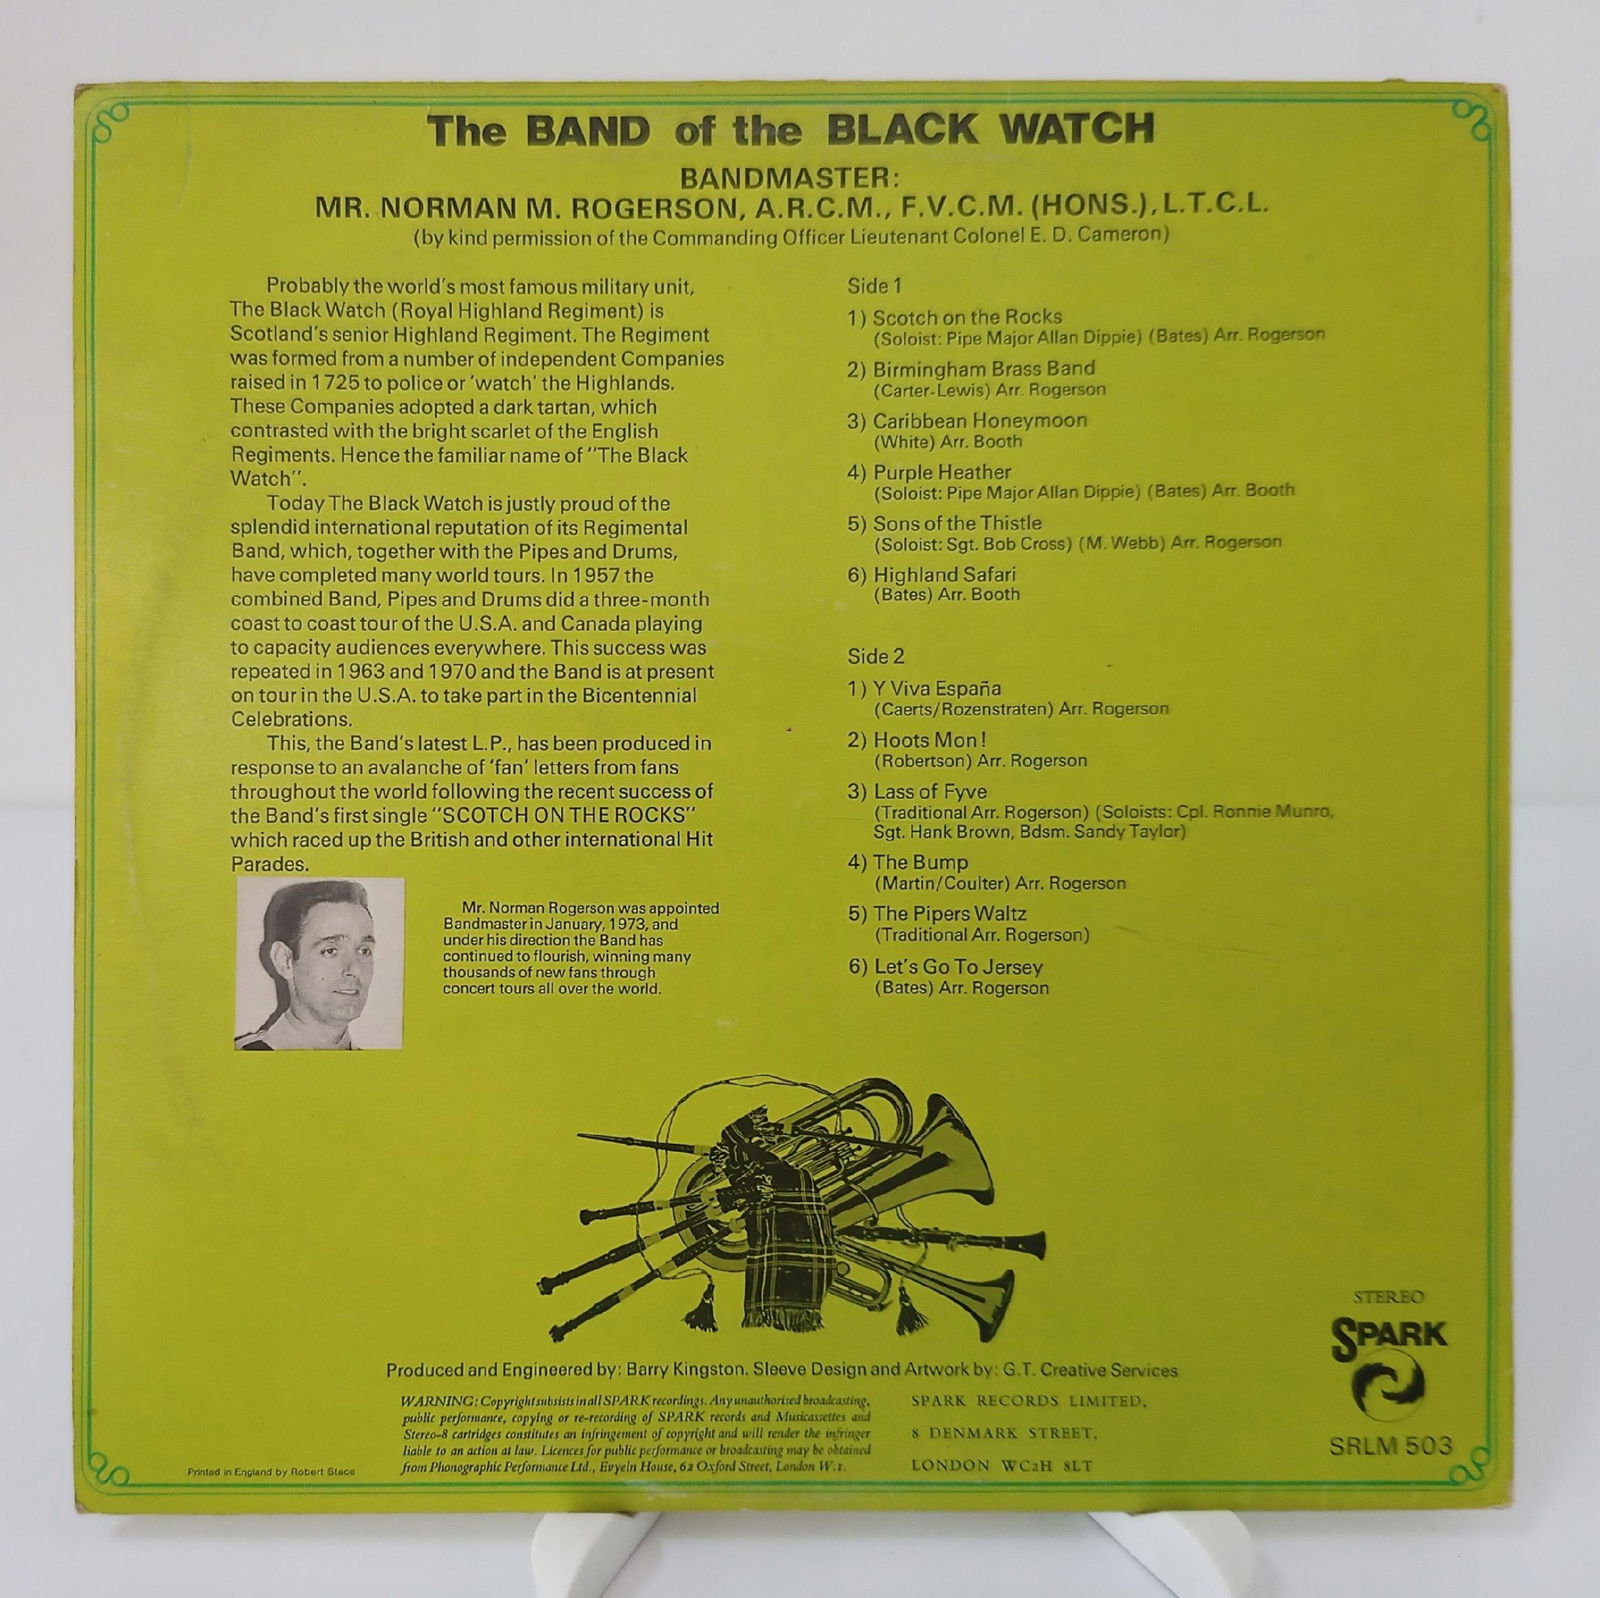 The BAND of the BLACK WATCH
BANDMASTER:
MR. NORMAN M. ROGERSON, A.R.C.M., F.V.C.M. (HONS.), L.T.C.L.
(by kind permission of the Commanding Officer Lieutenant Colonel E. D. Cameron)
Probably the world's most famous military unit,
The Black Watch (Royal Highland Regiment) is
Scotland's senior Highland Regiment. The Regiment
was formed from a number of independent Companies
raised in 1725 to police or 'watch' the Highlands.
These Companies adopted a dark tartan, which
contrasted with the bright scarlet of the English
Regiments. Hence the familiar name of "The Black
Watch".
Today The Black Watch is justly proud of the
splendid international reputation of its Regimental
Band, which, together with the Pipes and Drums,
have completed many world tours. In 1957 the
combined Band, Pipes and Drums did a three-month
coast to coast tour of the U.S.A. and Canada playing
to capacity audiences everywhere. This success was
repeated in 1963 and 1970 and the Band is at present
on tour in the U.S.A. to take part in the Bicentennial
Celebrations.
This, the Band's latest L.P., has been produced in
response to an avalanche of 'fan' letters from fans
throughout the world following the recent success of
the Band's first single "SCOTCH ON THE ROCKS"
which raced up the British and other international Hit
Parades.
Mr. Norman Rogerson was appointed
Bandmaster in January, 1973, and
under his direction the Band has
continued to flourish, winning many
thousands of new fans through
concert tours all over the world.
Side 1
1) Scotch on the Rocks
(Soloist: Pipe Major Allan Dippie) (Bates) Arr. Rogerson
2) Birmingham Brass Band
(Carter-Lewis) Arr. Rogerson
3) Caribbean Honeymoon
(White) Arr. Booth
4) Purple Heather
(Soloist: Pipe Major Allan Dippie) (Bates) Arr. Booth
5) Sons of the Thistle
(Soloist: Sgt. Bob Cross) (M. Webb) Arr. Rogerson
6) Highland Safari
(Bates) Arr. Booth
Side 2
1) Y Viva España
(Caerts/Rozenstraten) Arr. Rogerson
2) Hoots Mon!
(Robertson) Arr. Rogerson
3) Lass of Fyve
(Traditional Arr. Rogerson) (Soloists: Cpl. Ronnie Munro,
Sgt. Hank Brown, Bdsm. Sandy Taylor)
4) The Bump
(Martin/Coulter) Arr. Rogerson
5) The Pipers Waltz
(Traditional Arr. Rogerson)
6) Let's Go To Jersey
(Bates) Arr. Rogerson
Produced and Engineered by: Barry Kingston. Sleeve Design and Artwork by: G.T. Creative Services
WARNING: Copyright subsists in all SPARK recordings. Any unauthorised broadcasting,
public performance, copying or re-recording of SPARK records and Musicassettes and
Stereo-8 cartridges constitutes an infringement of copyright and will render the infringer
liable to an action at law. Licences for public performance or broadcasting may be obtained
from Phonographic Performance Ltd., Evyeln House, 62 Oxford Street, London W.1.
SPARK RECORDS LIMITED,
8 DENMARK STREET,
LONDON WC2H 8LT
Printed in England by Robert Stace
STEREO
SPARK
SRLM 503